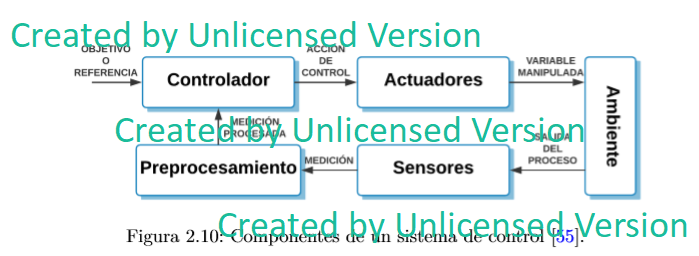 Created by Unlicensed Version
OBJETIVO
O
REFERENCIA
Controlador
ACCIÓN
DE
CONTROL
Actuadores
VARIABLE
MANIPULADA
Ambiente
Created by Unlicensed Version
MEDICIÓN
PROCESADA
Preprocesamiento
MEDICIÓN
Sensores
SALIDA
DEL
PROCESO
Created by Unlicensed Version
Figura 2.10: Componentes de un sistema de control [55].